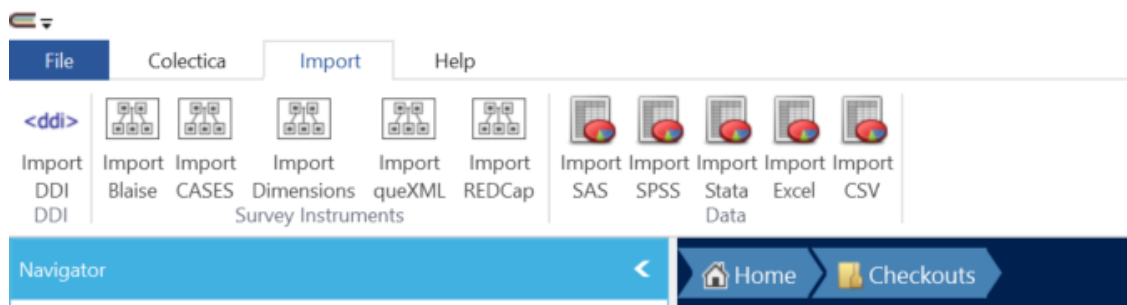 File Colectica Import Help
<ddi>
Import Import Import Import Import Import Import Import Import Import Import
DDI Blaise CASES Dimensions queXML REDCap SAS SPSS Stata Excel CSV
DDI Survey Instruments Data
Navigator Home Checkouts